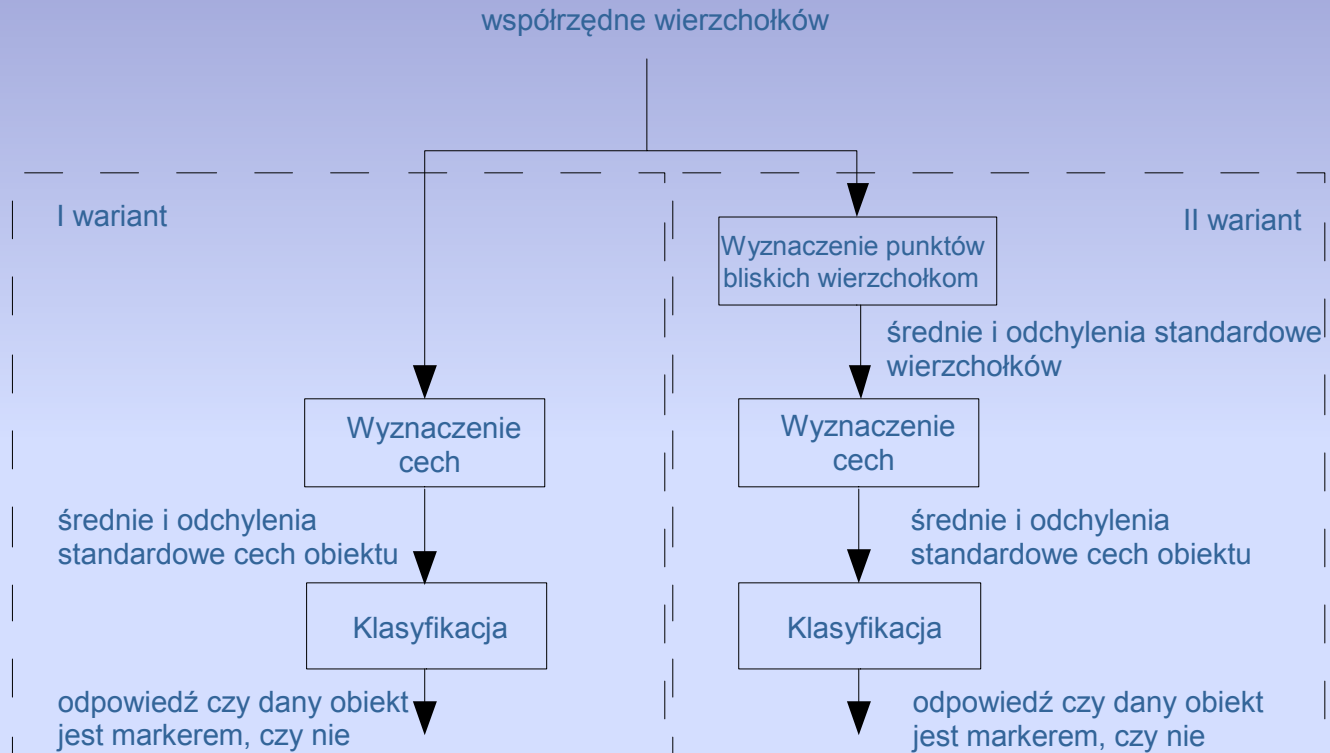 współrzędne wierzchołków
I wariant
Wyznaczenie
cech
średnie i odchylenia
standardowe cech obiektu
Klasyfikacja
odpowiedź czy dany obiekt
jest markerem, czy nie
II wariant
Wyznaczenie punktów
bliskich wierzchołkom
średnie i odchylenia standardowe
wierzchołków
Wyznaczenie
cech
średnie i odchylenia
standardowe cech obiektu
Klasyfikacja
odpowiedź czy dany obiekt
jest markerem, czy nie